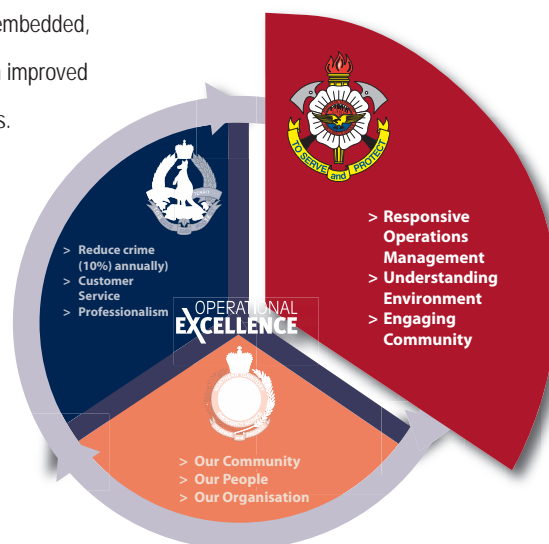 embedded,
improved
s.
TO SERVE and PROTECT
> Responsive
Operations
Management
> Understanding
Environment
> Engaging
Community
> Reduce crime
(10%) annually)
> Customer
Service
> Professionalism
OPERATIONAL
EXCELLENCE
> Our Community
> Our People
> Our Organisation